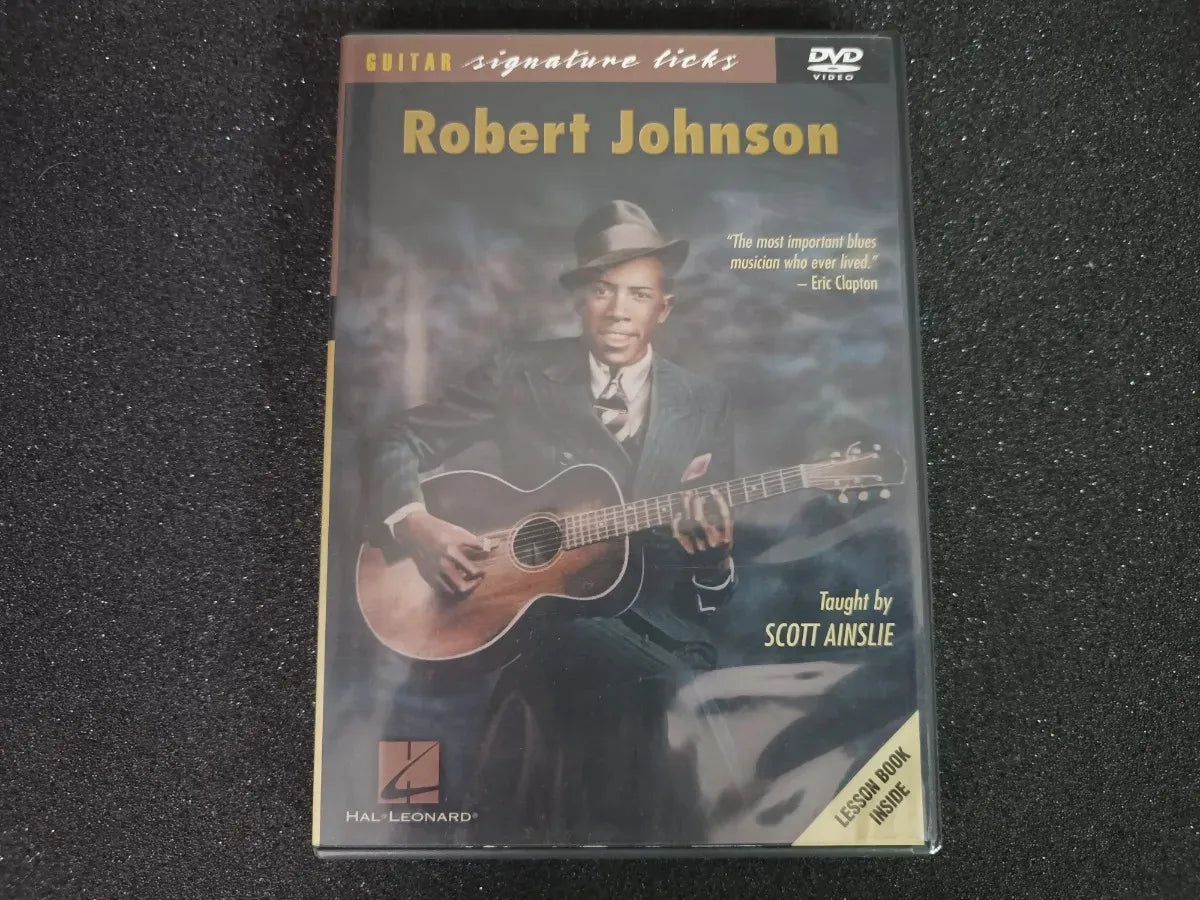 GUITAR signature licks
DVD
VIDEO
Robert Johnson
"The most important blues
musician who ever lived."
– Eric Clapton
Taught by
SCOTT AINSLIE
LESSON BOOK
INSIDE
HAL•LEONARD®